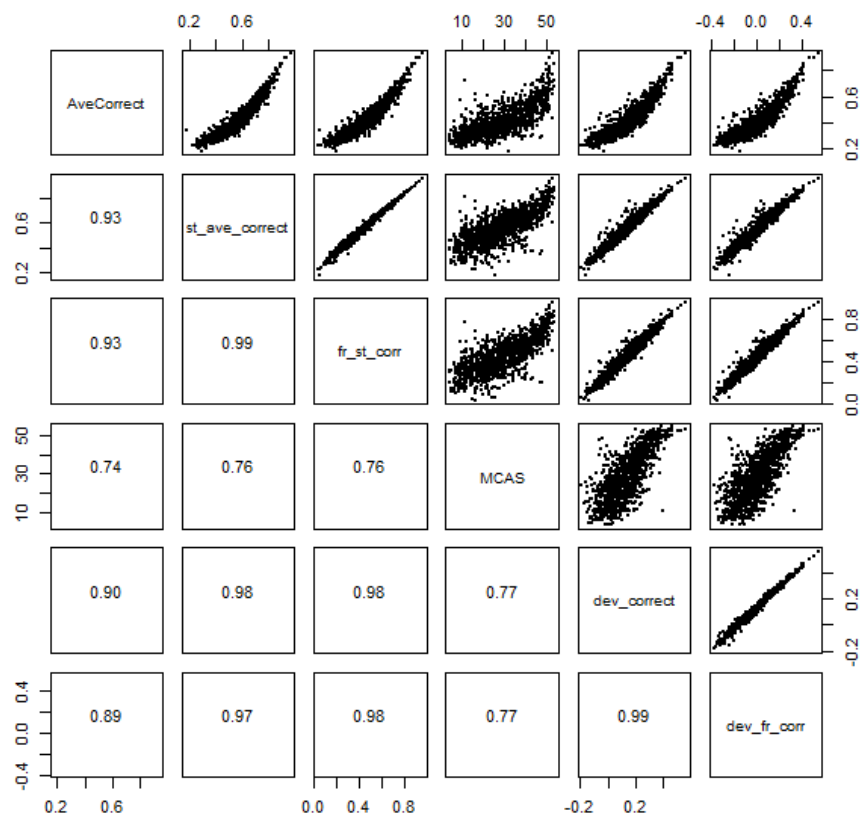 0.2 0.6 10 30 50 -0.4 0.0 0.4
AveCorrect 0.2 0.6
0.2 0.6 0.93 st_ave_correct
0.93 0.99 fr_st_corr 0.0 0.4 0.8
10 30 50 0.74 0.76 0.76 MCAS
0.90 0.98 0.98 0.77 dev_correct -0.2 0.2
-0.4 0.0 0.4 0.89 0.97 0.98 0.77 0.99 dev_fr_corr
0.2 0.6 0.0 0.4 0.8 -0.2 0.2